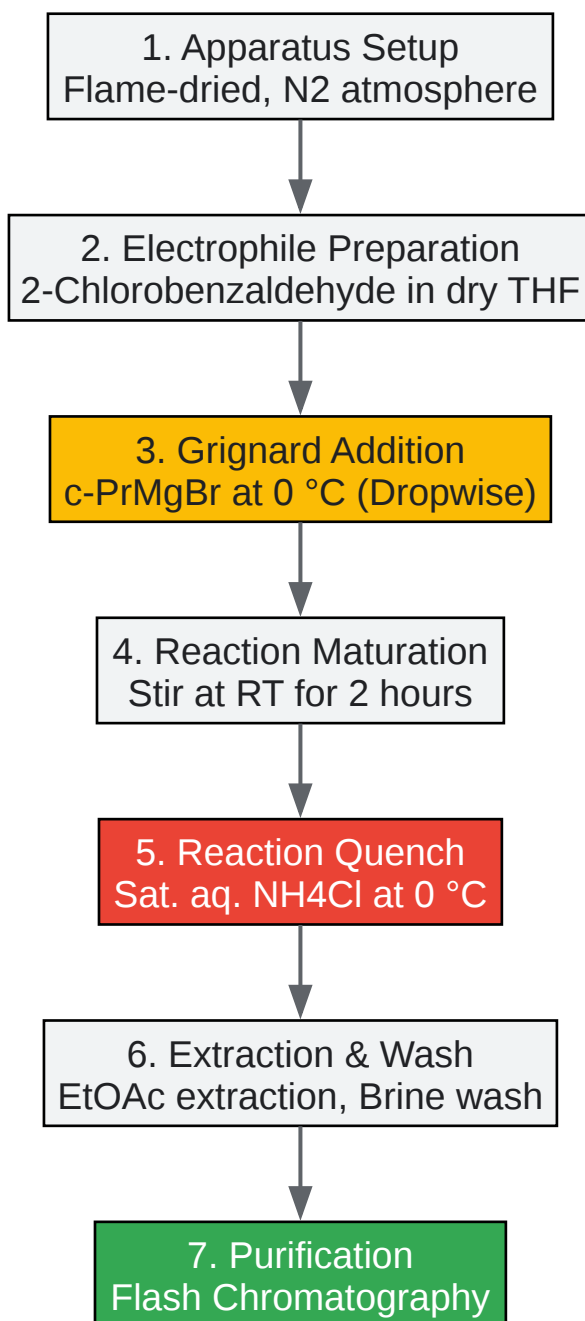 1. Apparatus Setup
Flame-dried, N2 atmosphere
2. Electrophile Preparation
2-Chlorobenzaldehyde in dry THF
3. Grignard Addition
c-PrMgBr at 0 °C (Dropwise)
4. Reaction Maturation
Stir at RT for 2 hours
5. Reaction Quench
Sat. aq. NH4Cl at 0 °C
6. Extraction & Wash
EtOAc extraction, Brine wash
7. Purification
Flash Chromatography